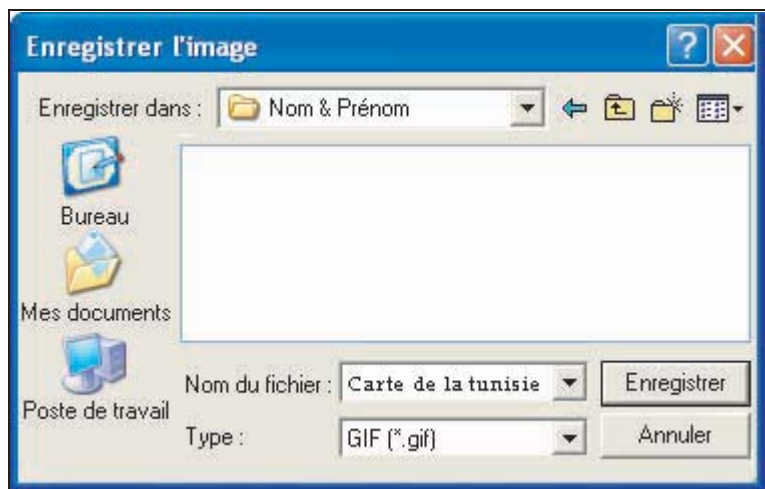 Enregistrer l'image
Enregistrer dans : Nom & Prénom
Bureau
Mes documents
Poste de travail
Nom du fichier : Carte de la tunisie Enregistrer
Type : GIF (*.gif) Annuler